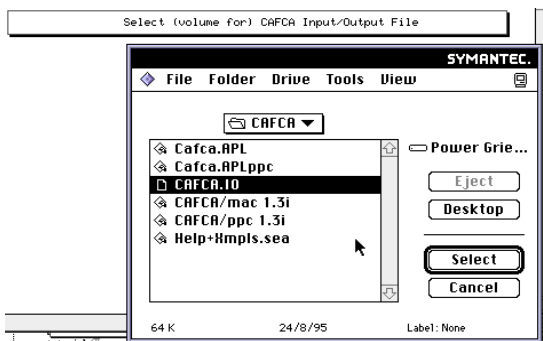 Select (volume for) CAFCA Input/Output File
SYMANTEC.
File Folder Drive Tools View
CAFCA
Cafca.APL
Cafca.APLppc
CAFCA.IO
CAFCA/mac 1.3i
CAFCA/ppc 1.3i
Help+Xmpls.sea
Power Grie...
Eject
Desktop
Select
Cancel
64 K 24/8/95 Label: None